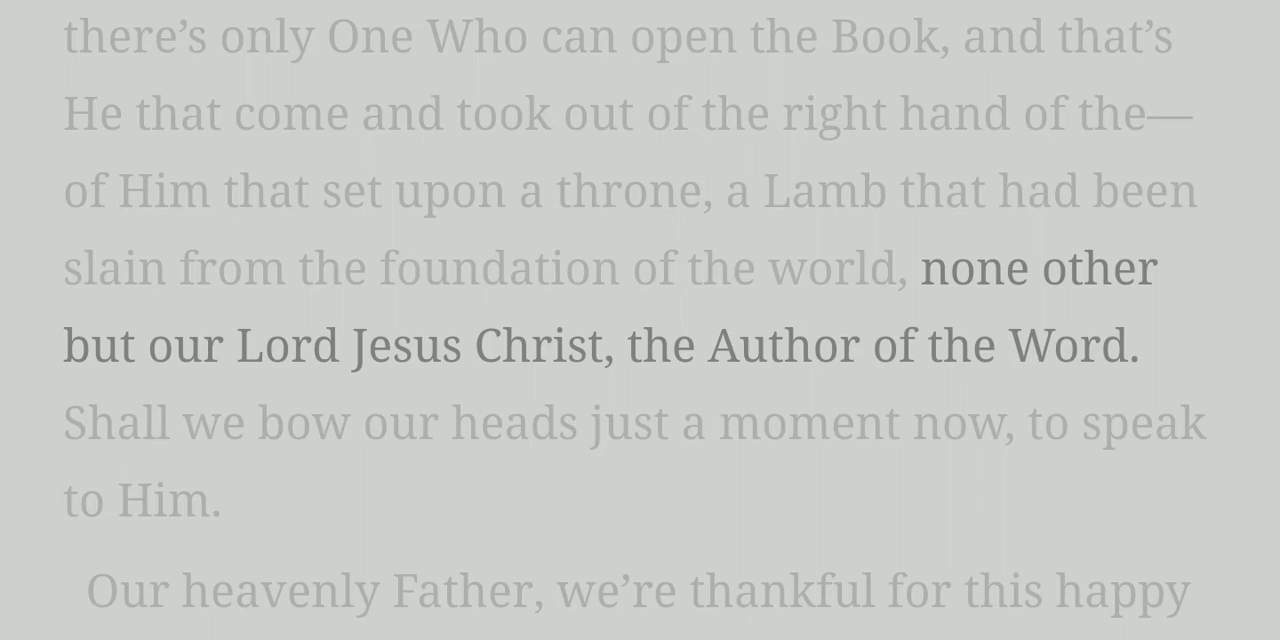 there’s only One Who can open the Book, and that’s
He that come and took out of the right hand of the—
of Him that set upon a throne, a Lamb that had been
slain from the foundation of the world, none other
but our Lord Jesus Christ, the Author of the Word.
Shall we bow our heads just a moment now, to speak
to Him.
Our heavenly Father, we’re thankful for this happy